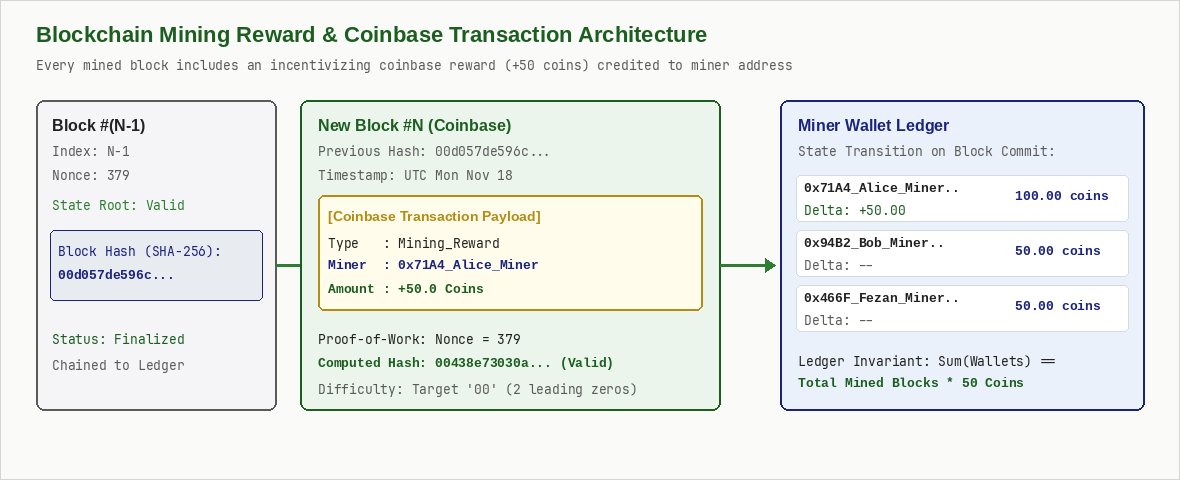 Blockchain Mining Reward & Coinbase Transaction Architecture
Every mined block includes an incentivizing coinbase reward (+50 coins) credited to miner address
Block #(N-1)
Index: N-1
Nonce: 379
State Root: Valid
Block Hash (SHA-256):
00d057de596c...
Status: Finalized
Chained to Ledger
New Block #N (Coinbase)
Previous Hash: 00d057de596c...
Timestamp: UTC Mon Nov 18
[Coinbase Transaction Payload]
Type   : Mining_Reward
Miner  : 0x71A4_Alice_Miner
Amount : +50.0 Coins
Proof-of-Work: Nonce = 379
Computed Hash: 00438e73030a... (Valid)
Difficulty: Target '00' (2 leading zeros)
Miner Wallet Ledger
State Transition on Block Commit:
0x71A4_Alice_Miner.. 100.00 coins
Delta: +50.00
0x94B2_Bob_Miner.. 50.00 coins
Delta: --
0x466F_Fezan_Miner.. 50.00 coins
Delta: --
Ledger Invariant: Sum(Wallets) ==
Total Mined Blocks * 50 Coins